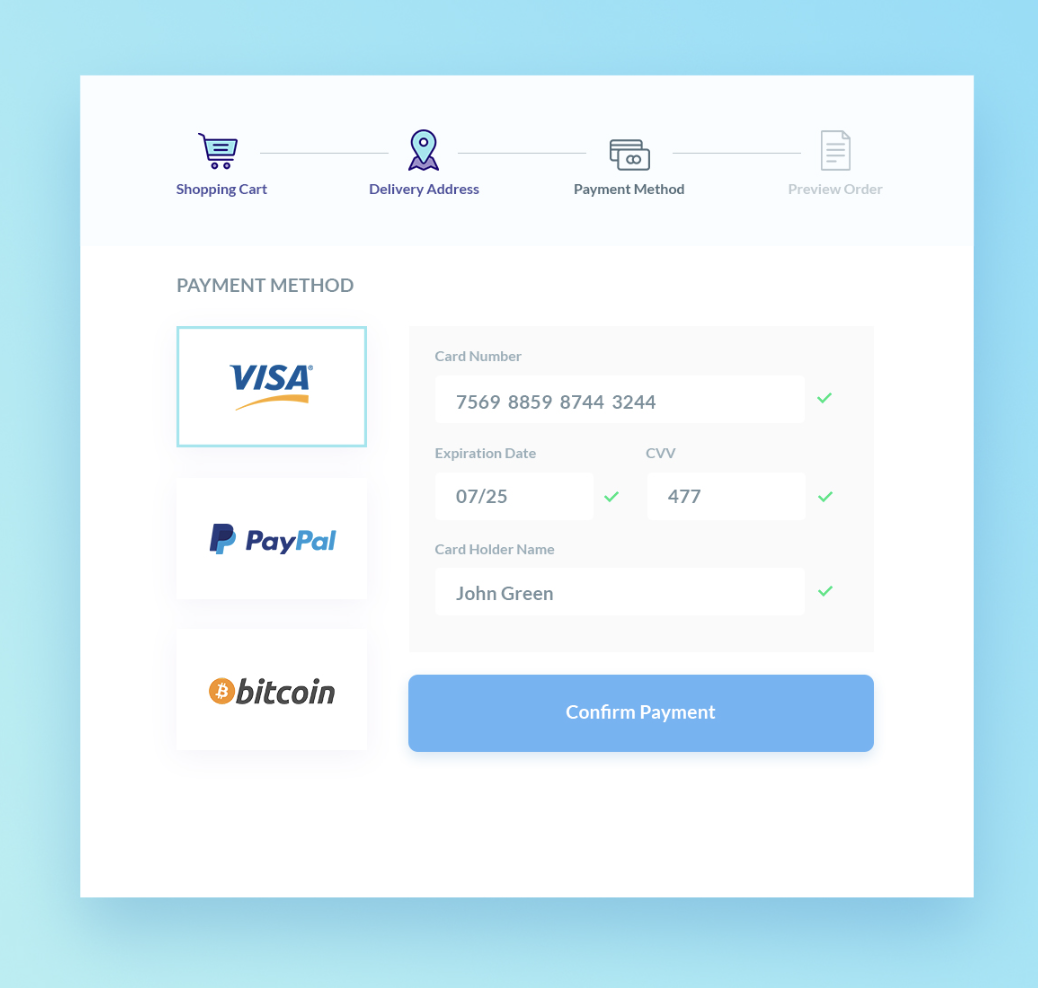 Shopping Cart
Delivery Address
Payment Method
Preview Order
PAYMENT METHOD
VISA®
PayPal
bitcoin
Card Number
7569 8859 8744 3244
Expiration Date
CVV
07/25
477
Card Holder Name
John Green
Confirm Payment